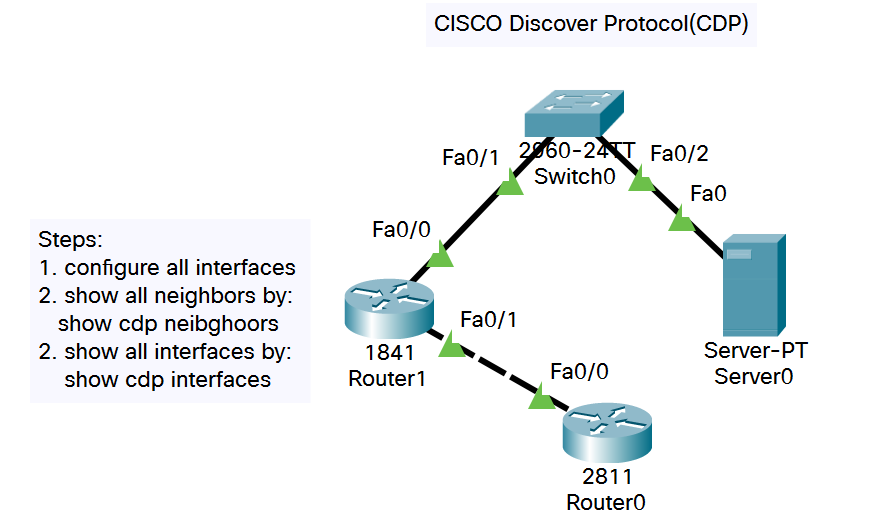 CISCO Discover Protocol(CDP)
Fa0/1
2960-24TT
Switch0
Fa0/2
Fa0
Fa0/0
Steps:
1. configure all interfaces
2. show all neighbors by:
show cdp neibghoors
2. show all interfaces by:
show cdp interfaces
1841
Router1
Fa0/1
Server-PT
Server0
Fa0/0
2811
Router0